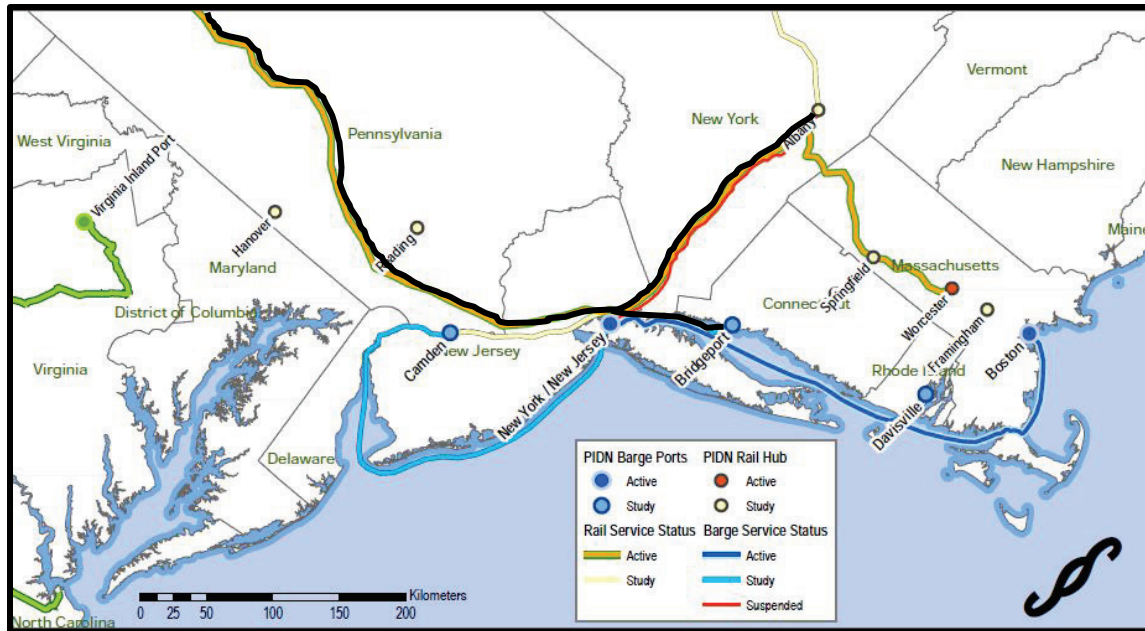 Vermont
New York
Albany
New Hampshire
Maine
Pennsylvania
West Virginia
Virginia Inland Port
Hanover
Reading
Maryland
Springfield
Massachusetts
Connecticut
Worcester
District of Columbia
Framingham
Boston
Camden
New Jersey
New York / New Jersey
Bridgeport
Rhode Island
Virginia
Davisville
Delaware
North Carolina
PIDN Barge Ports
Active
Study
PIDN Rail Hub
Active
Study
Rail Service Status
Active
Study
Barge Service Status
Active
Study
Suspended
Kilometers
0 25 50 100 150 200